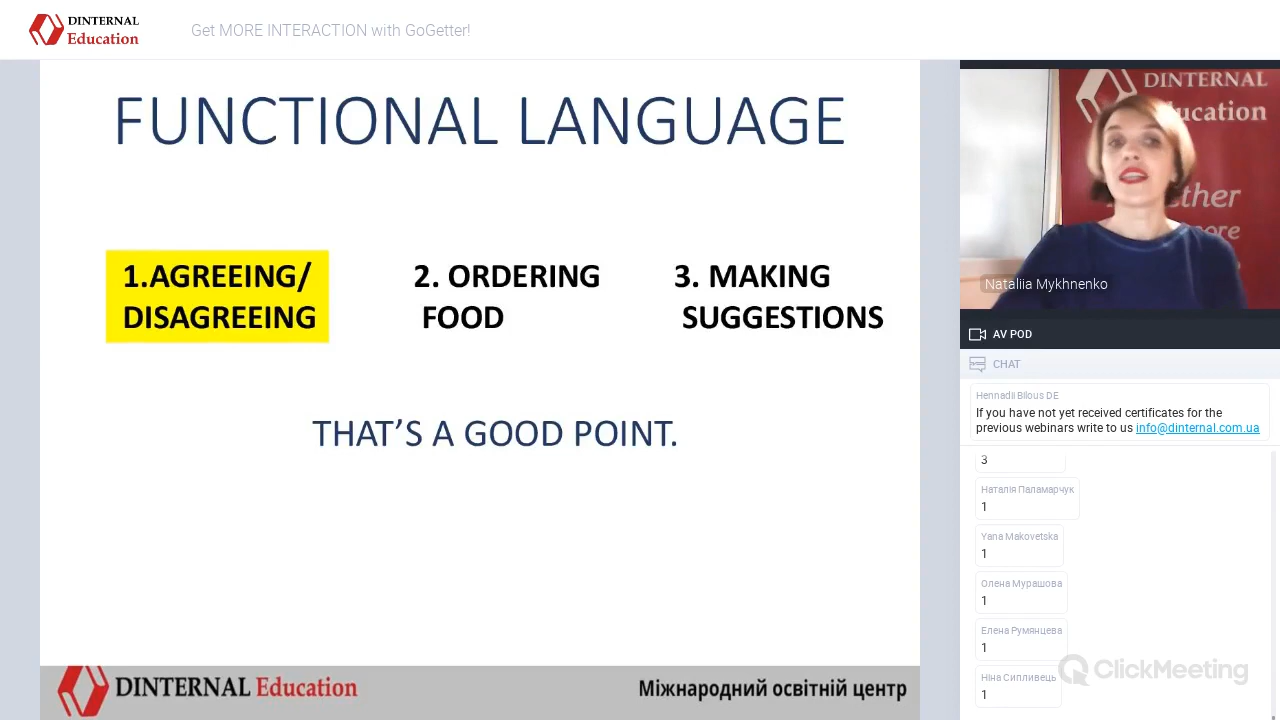 DINTERNAL
Education
Get MORE INTERACTION with GoGetter!
FUNCTIONAL LANGUAGE
1.AGREEING/
DISAGREEING
2. ORDERING
FOOD
3. MAKING
SUGGESTIONS
THAT’S A GOOD POINT.
DINTERNAL Education
Міжнародний освітній центр
DINTERNAL
Nataliia Mykhnenko
AV POD
CHAT
Hennadii Bilous DE
If you have not yet received certificates for the
previous webinars write to us info@dinternal.com.ua
3
Наталія Паламарчук
1
Yana Makovetska
1
Олена Мурашова
1
Елена Румянцева
1
Ніна Сипливець
1
ClickMeeting